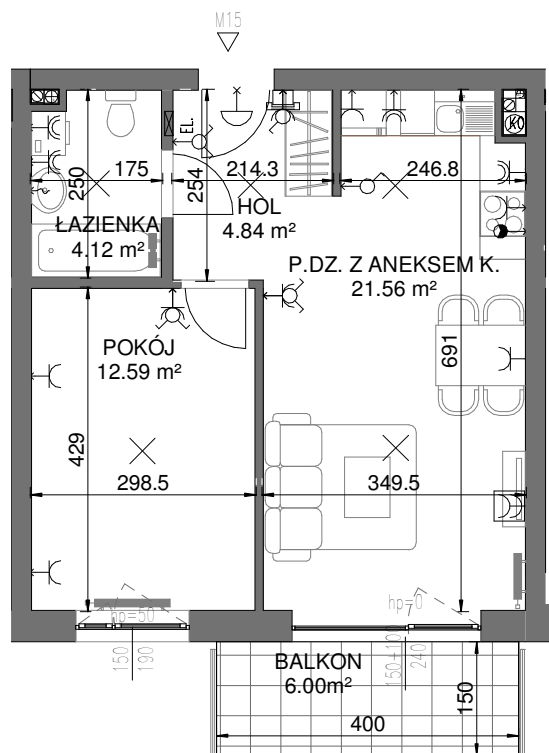 M15
EL.
175
214.3
246.8
250
254
HOL
4.84 m²
ŁAZIENKA
4.12 m²
P.DZ. Z ANEKSEM K.
21.56 m²
POKÓJ
12.59 m²
691
429
298.5
349.5
hp=50
hp=0
150
190
150+100
240
BALKON
6.00m²
150
400